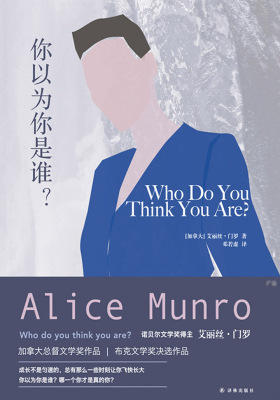 你以为你是谁？
Who Do You
Think You Are?
[加拿大] 艾丽丝·门罗 著
邓若虚 译
译林出版社
广告
Alice Munro
Who do you think you are?
诺贝尔文学奖得主 艾丽丝·门罗
加拿大总督文学奖作品 | 布克文学奖决选作品
成长不是匀速的，总有那么一些时刻让你飞快长大
你以为你是谁？哪一个你才是真的你？